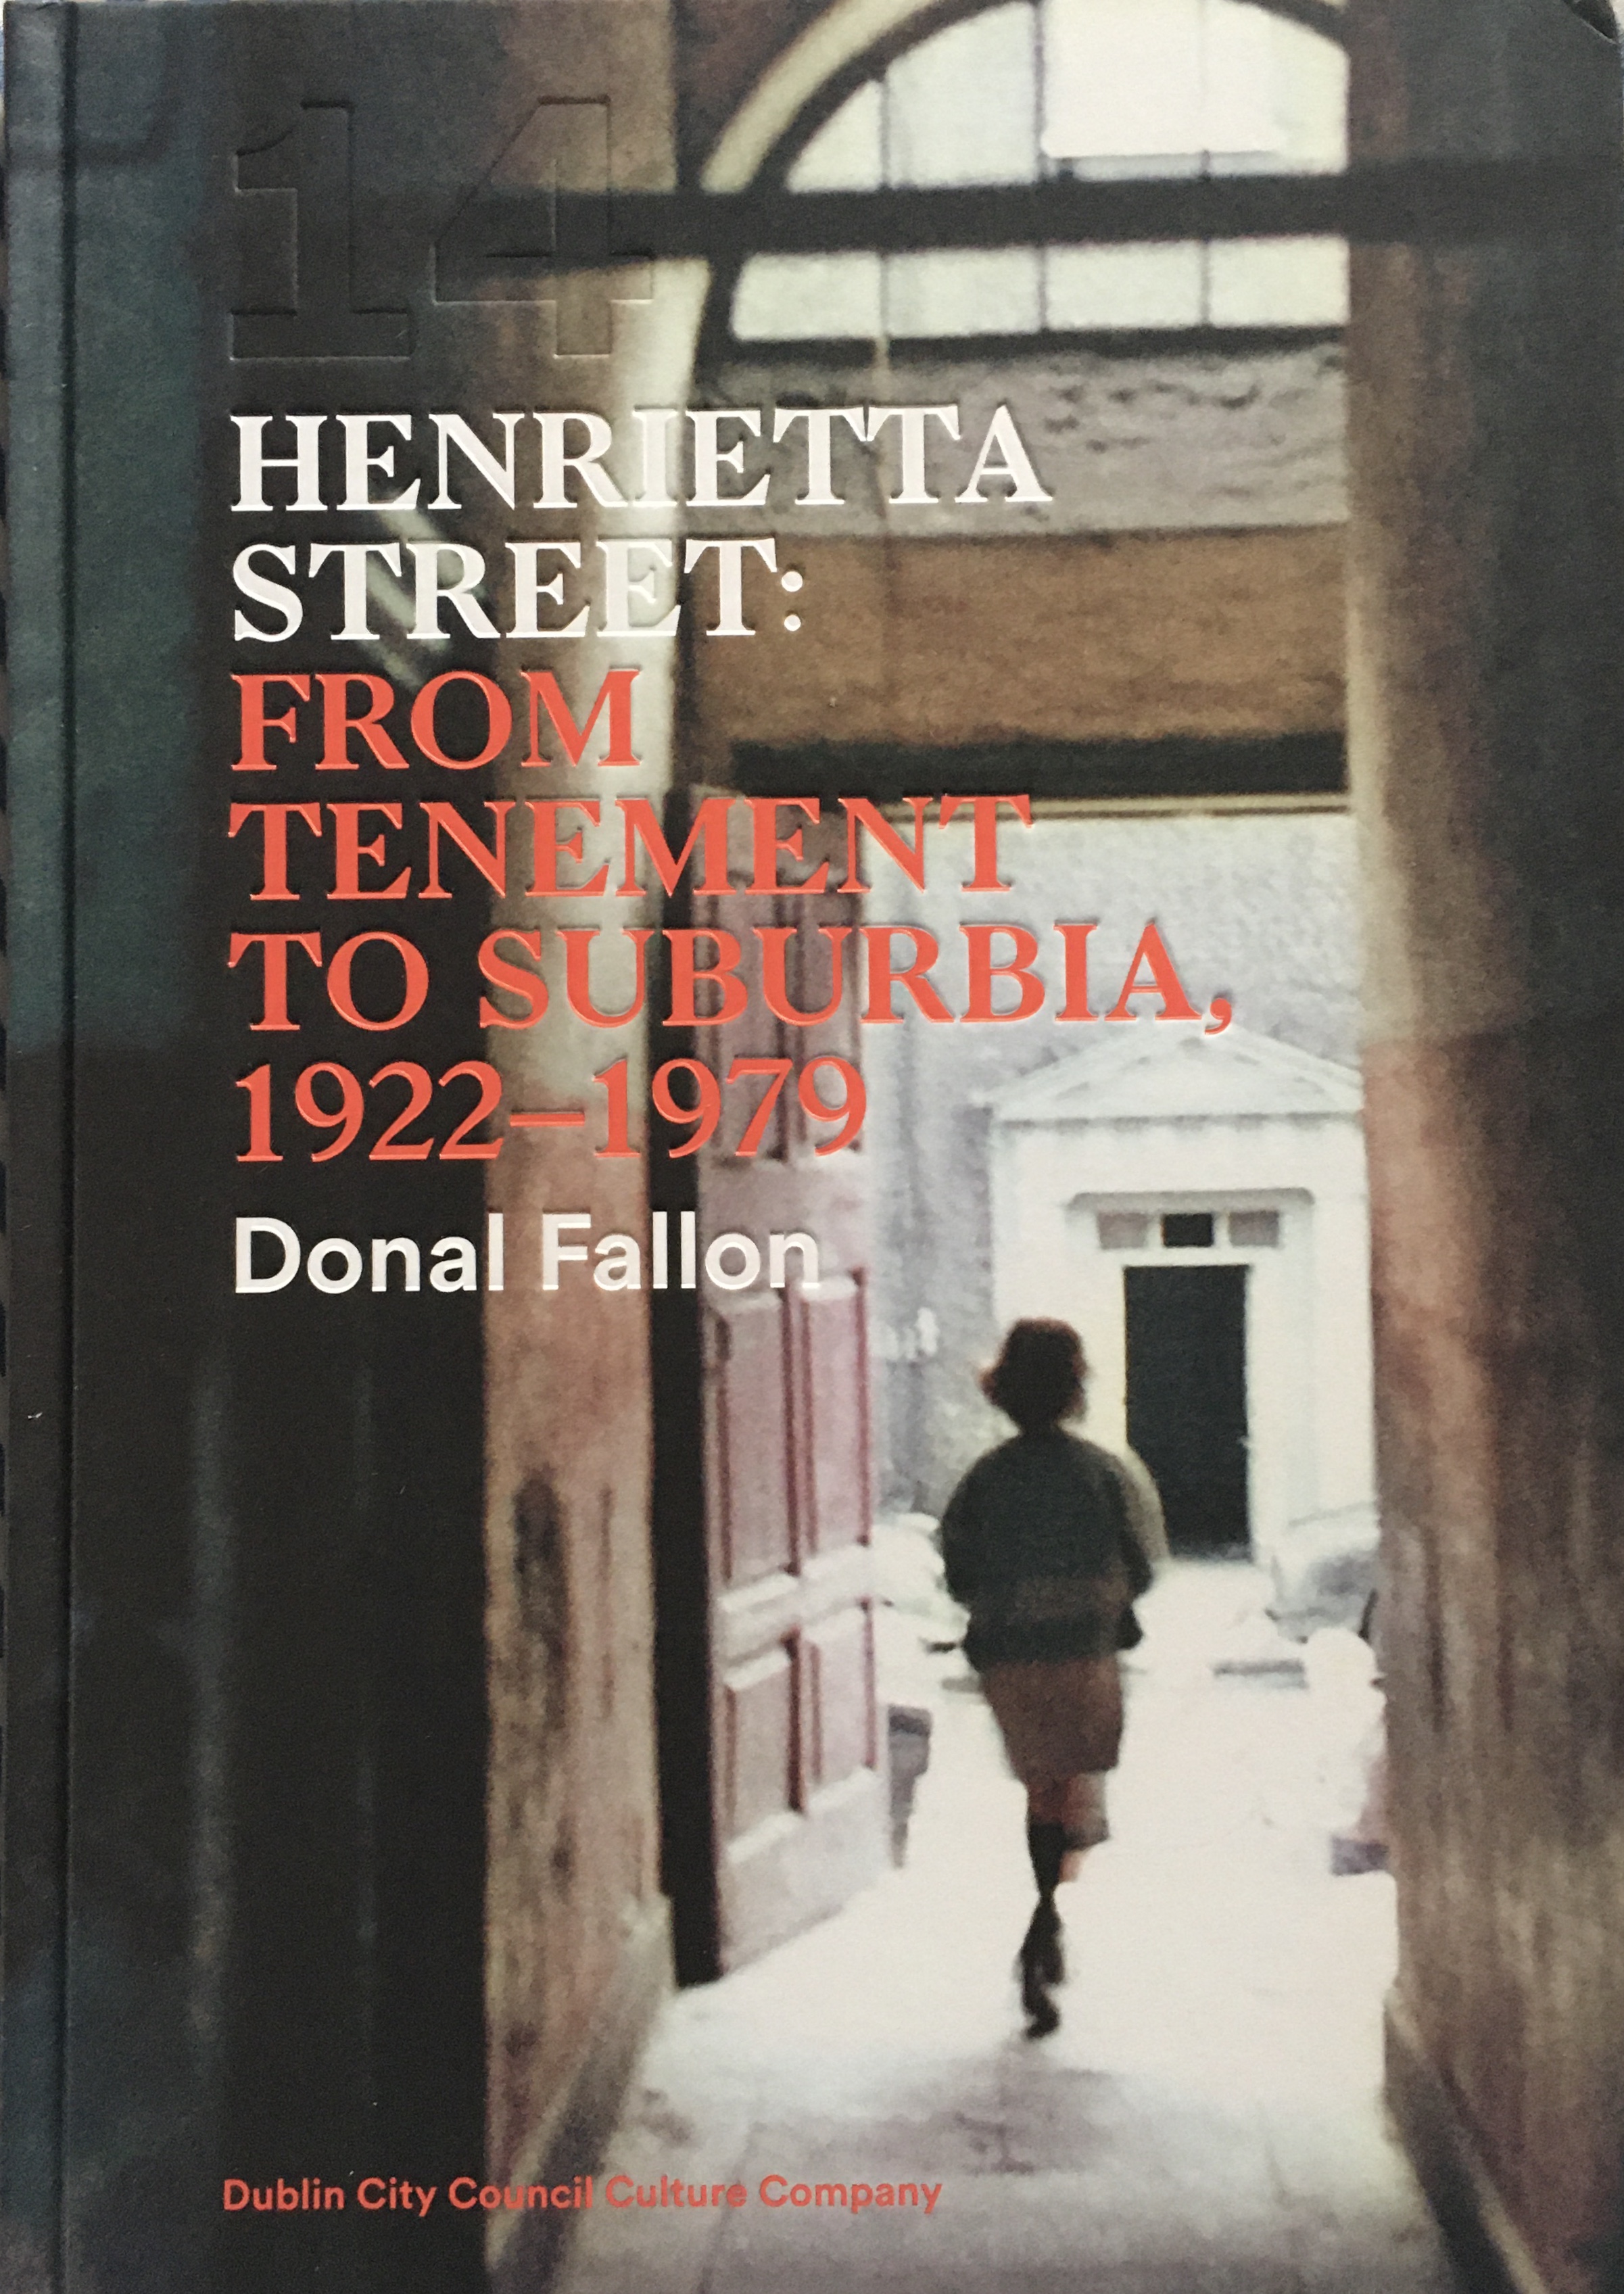 14
HENRIETTA
STREET:
FROM
TENEMENT
TO SUBURBIA,
1922–1979
Donal Fallon
Dublin City Council Culture Company